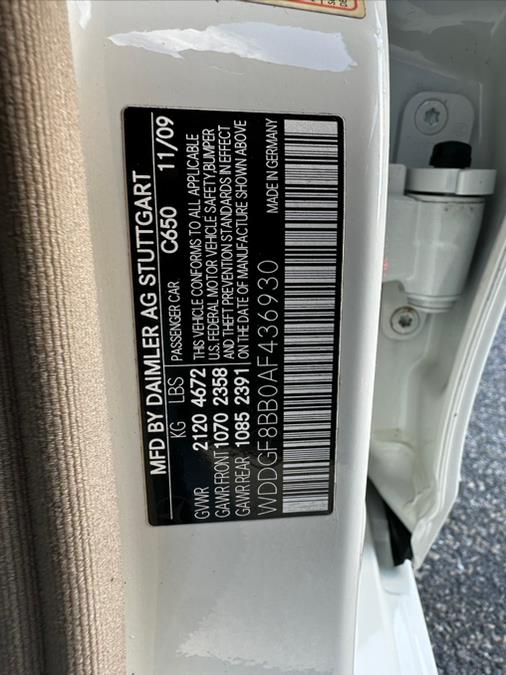 MFD BY DAIMLER AG STUTTGART
C650 11/09
KG LBS PASSENGER CAR
GVWR 2120 4672
GAWR FRONT 1070 2358
GAWR REAR 1085 2391
THIS VEHICLE CONFORMS TO ALL APPLICABLE
U.S. FEDERAL MOTOR VEHICLE SAFETY,BUMPER
AND THEFT PREVENTION STANDARDS IN EFFECT
ON THE DATE OF MANUFACTURE SHOWN ABOVE
WDDGF8BB0AF436930
MADE IN GERMANY